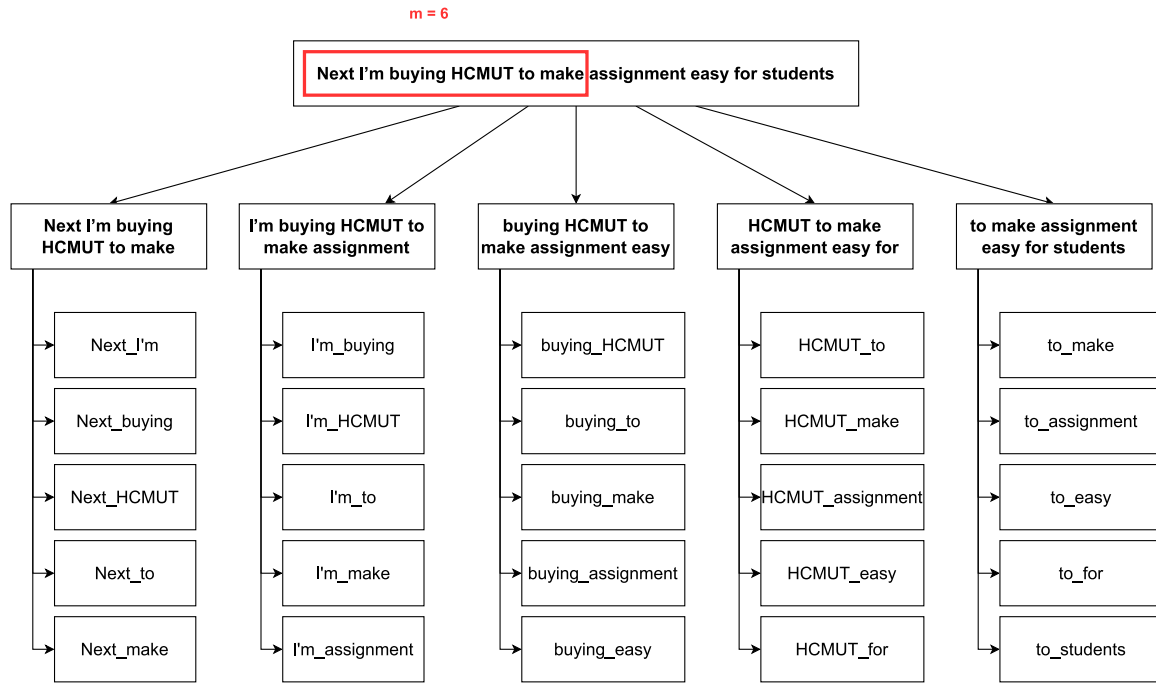 m = 6
Next I’m buying HCMUT to make assignment easy for students
Next I’m buying
HCMUT to make
I’m buying HCMUT to
make assignment
buying HCMUT to
make assignment easy
HCMUT to make
assignment easy for
to make assignment
easy for students
Next_I'm
I'm_buying
buying_HCMUT
HCMUT_to
to_make
Next_buying
I'm_HCMUT
buying_to
HCMUT_make
to_assignment
Next_HCMUT
I'm_to
buying_make
HCMUT_assignment
to_easy
Next_to
I'm_make
buying_assignment
HCMUT_easy
to_for
Next_make
I'm_assignment
buying_easy
HCMUT_for
to_students